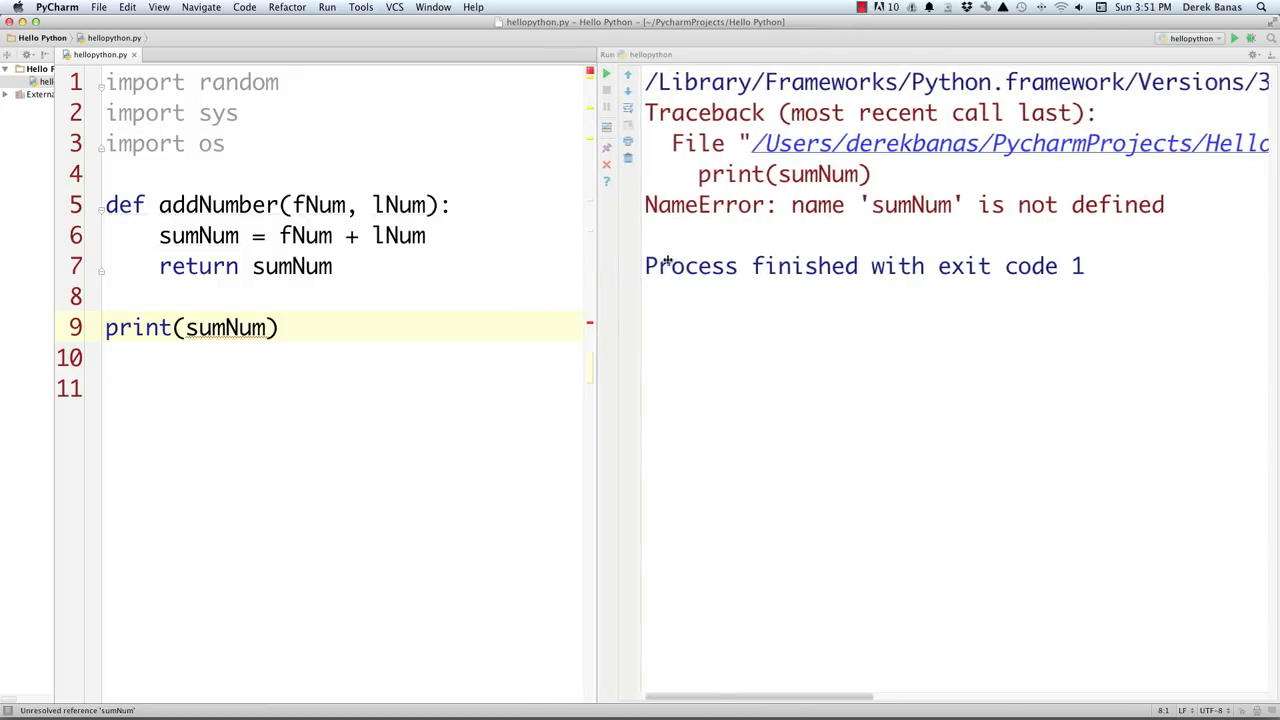 PyCharm File Edit View Navigate Code Refactor Run Tools VCS Window Help 10 Sun 3:51 PM Derek Banas
hellopython.py – Hello Python – [~/PycharmProjects/Hello Python]
Hello Python hellopython.py hellopython
hellopython.py × Run hellopython
Hello P
hell
Extern
1 import random
2 import sys
3 import os
4
5 def addNumber(fNum, lNum):
6 sumNum = fNum + lNum
7 return sumNum
8
9 print(sumNum)
10
11
/Library/Frameworks/Python.framework/Versions/3
Traceback (most recent call last):
File "/Users/derekbanas/PycharmProjects/Hello
print(sumNum)
NameError: name 'sumNum' is not defined
Process finished with exit code 1
Unresolved reference 'sumNum' 8:1 LF UTF-8